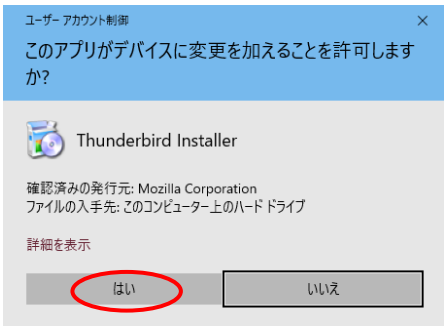 ユーザー アカウント制御
このアプリがデバイスに変更を加えることを許可します
か?
Thunderbird Installer
確認済みの発行元: Mozilla Corporation
ファイルの入手先: このコンピューター上のハード ドライブ
詳細を表示
はい
いいえ